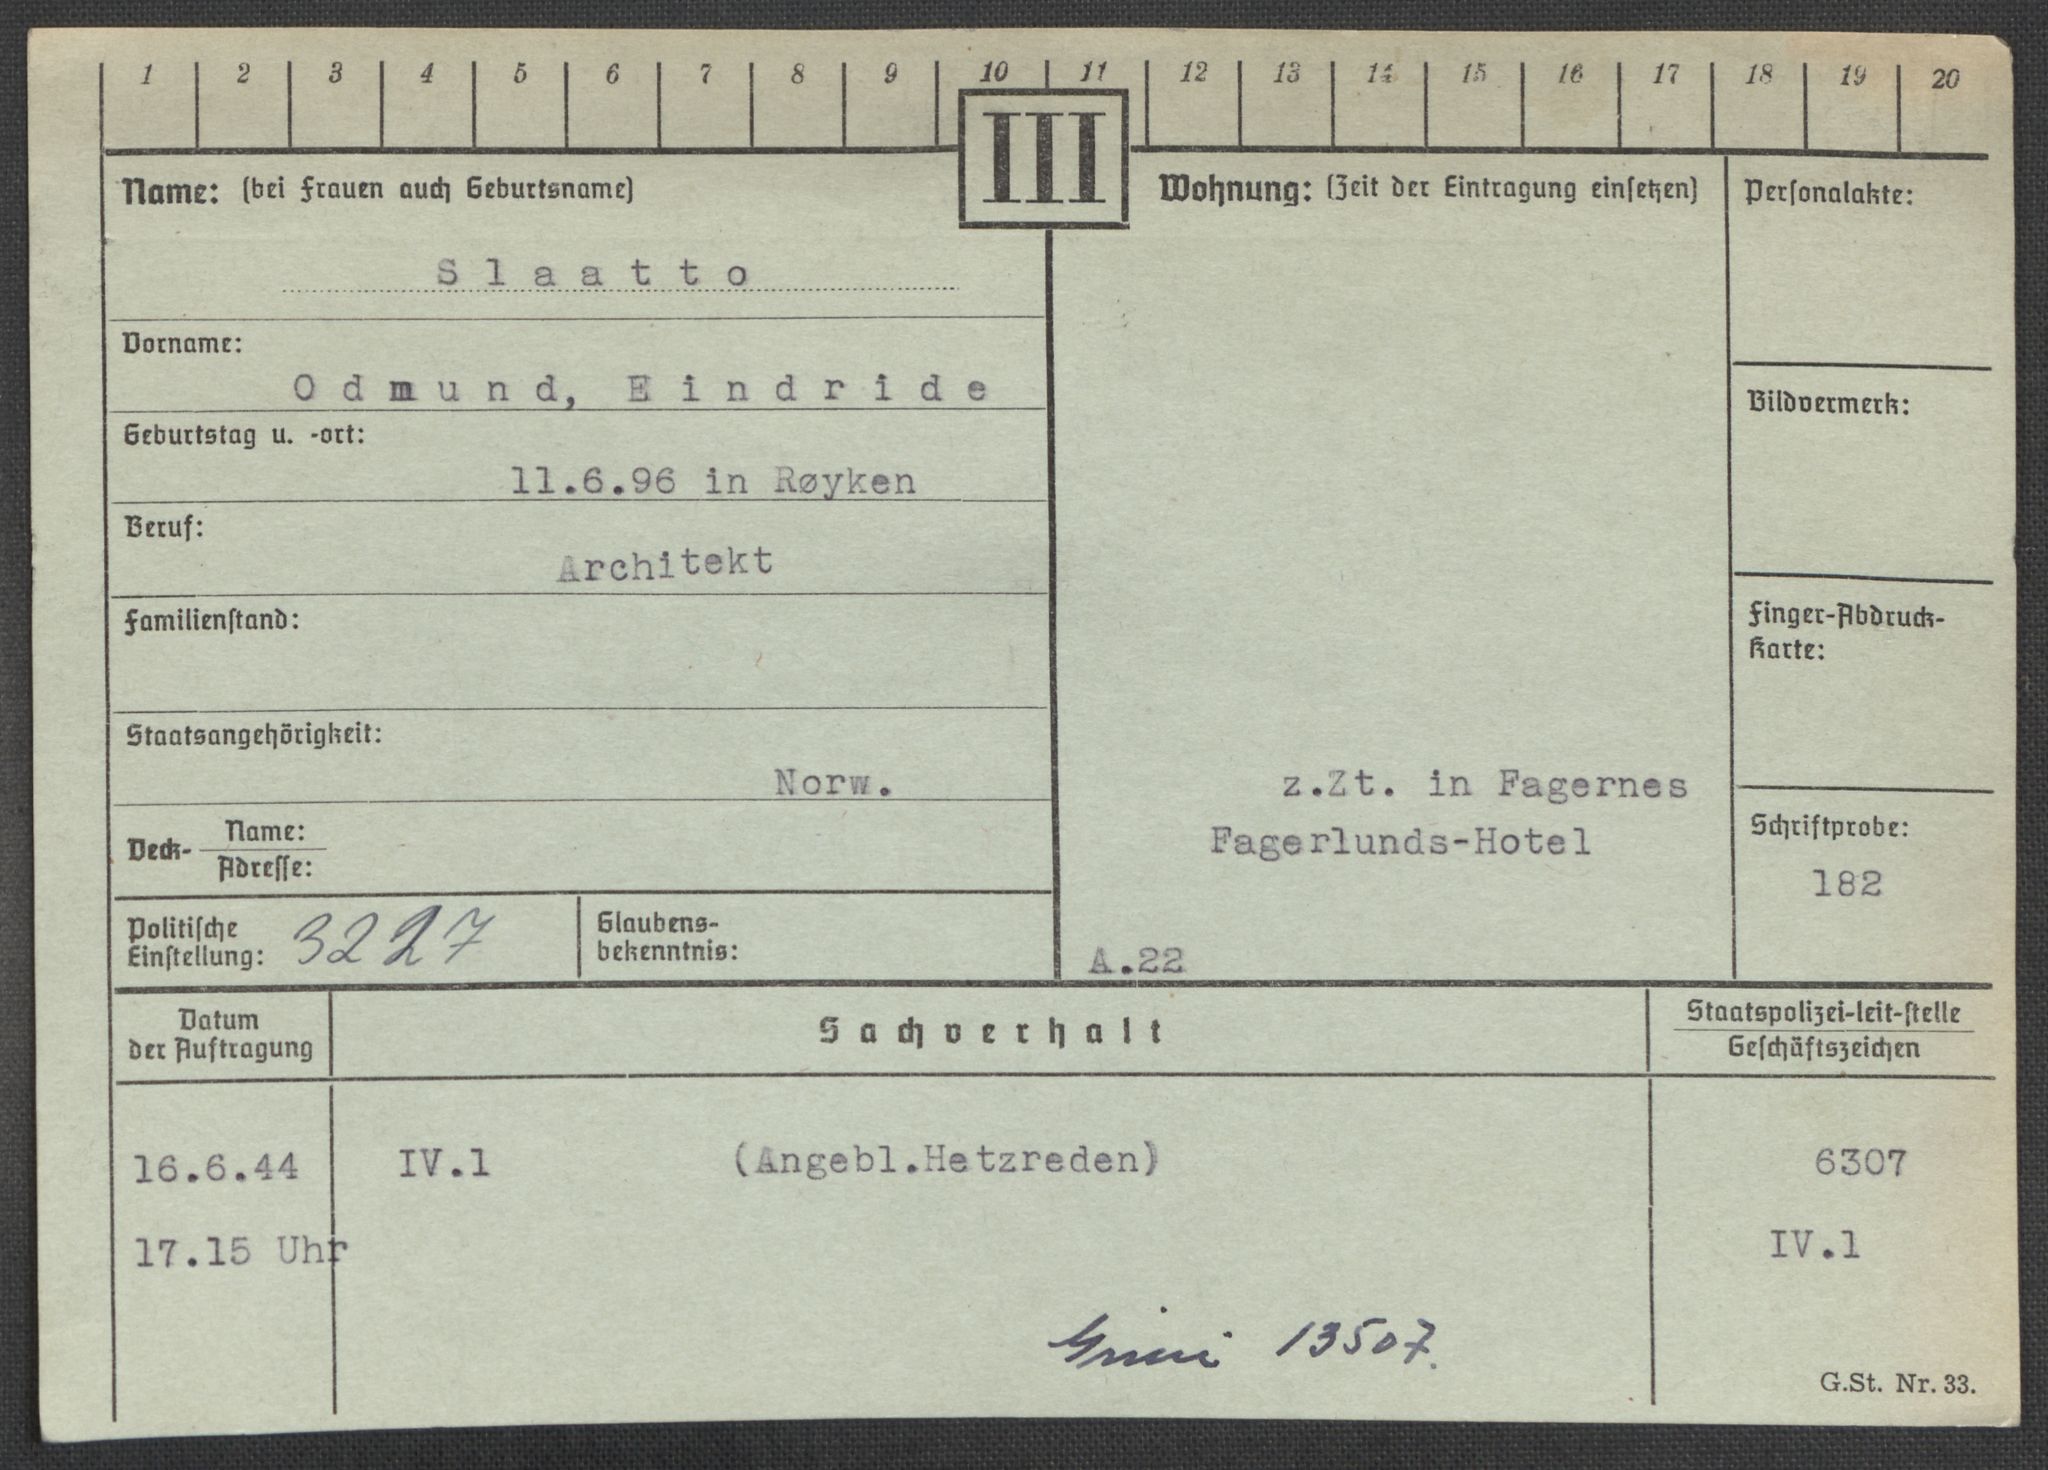 1 2 3 4 5 6 7 8 9 10 11 12 13 14 15 16 17 18 19 20
III
Name: (bei Frauen auch Geburtsname)
Slaatto
Vorname:
Odmund, Eindride
Geburtstag u. -ort:
11.6.96 in Røyken
Beruf:
Architekt
Familienstand:
Staatsangehörigkeit:
Norw.
Deck- Name:
Adresse:
Politische
Einstellung: 3227
Glaubens-
bekenntnis:
Wohnung: (Zeit der Eintragung einsetzen)
z.Zt. in Fagernes
Fagerlunds-Hotel
A.22
Personalakte:
Bildvermerk:
Finger-Abdruck-
Karte:
Schriftprobe:
182
Datum
der Auftragung
Sachverhalt
Staatspolizei-leit-stelle
Geschäftszeichen
16.6.44 IV.1 (Angebl.Hetzreden) 6307
17.15 Uhr IV.1
Grini 13507.
G.St. Nr. 33.